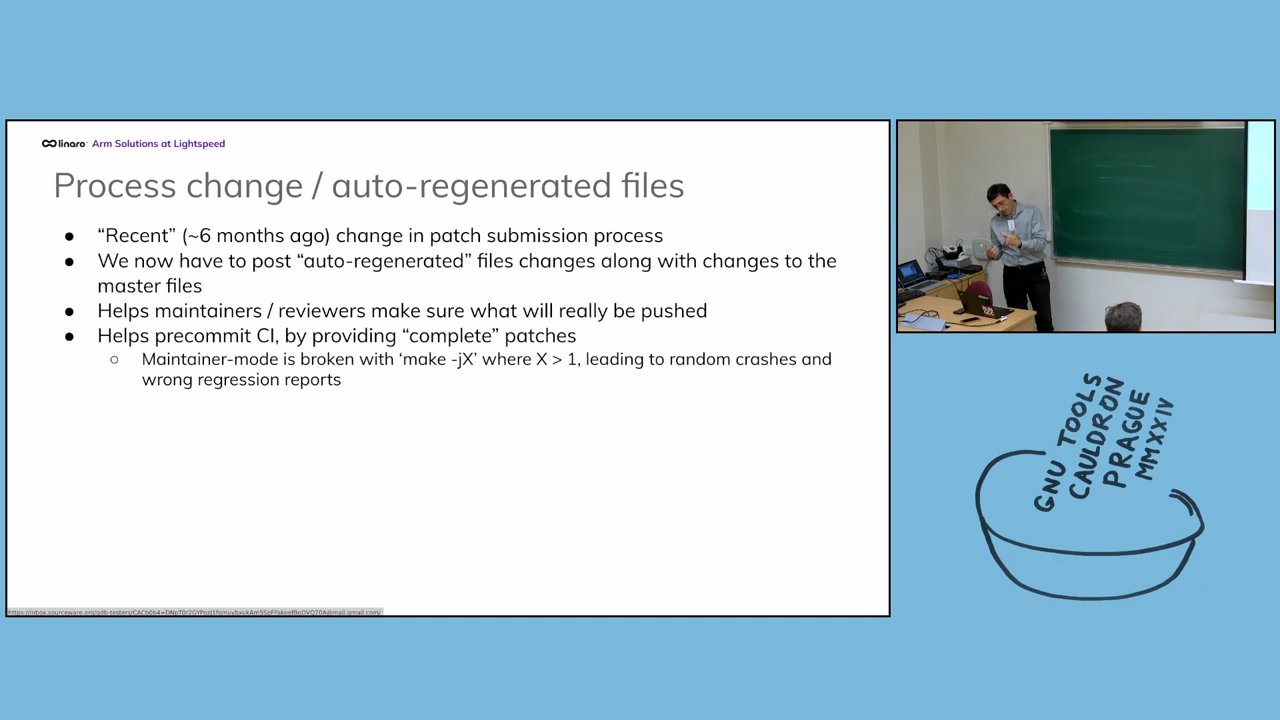 linaro Arm Solutions at Lightspeed
Process change / auto-regenerated files
● “Recent” (~6 months ago) change in patch submission process
● We now have to post “auto-regenerated” files changes along with changes to the
master files
● Helps maintainers / reviewers make sure what will really be pushed
● Helps precommit CI, by providing “complete” patches
○ Maintainer-mode is broken with ‘make -jX’ where X > 1, leading to random crashes and
wrong regression reports
GNU TOOLS
CAULDRON
PRAGUE
MMXXIV